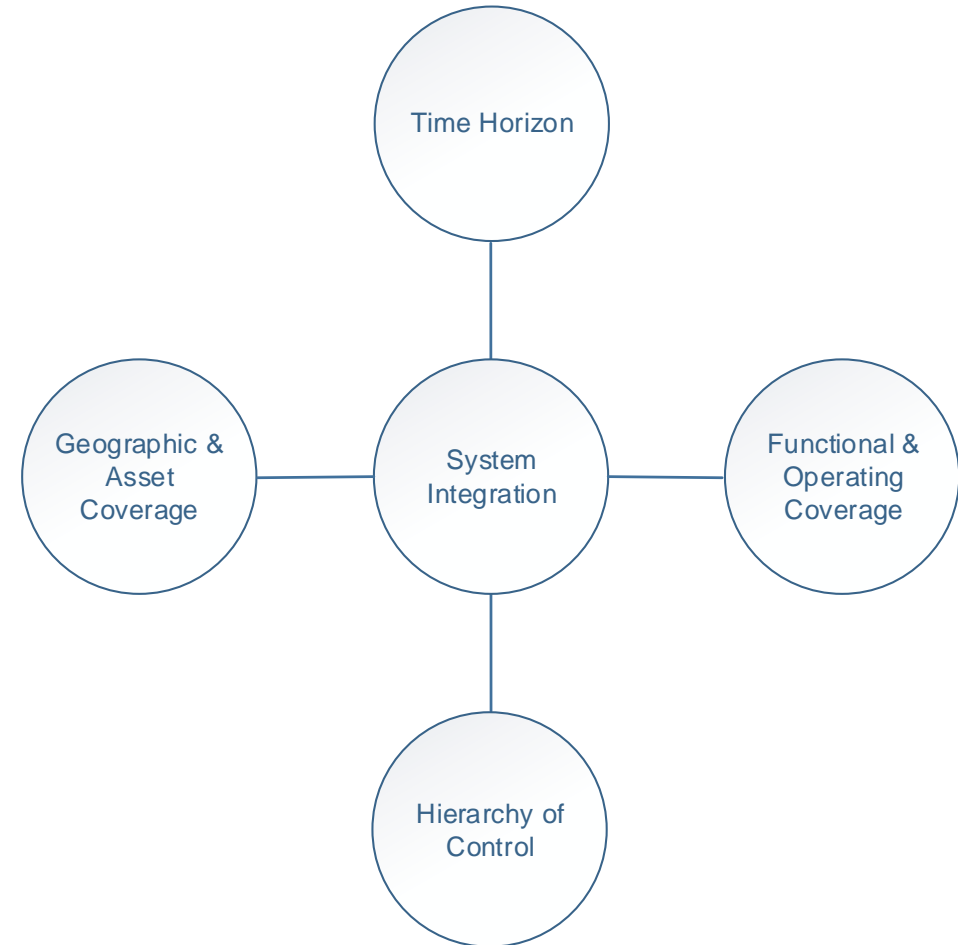 Time Horizon
Geographic &
Asset
Coverage
System
Integration
Functional &
Operating
Coverage
Hierarchy of
Control